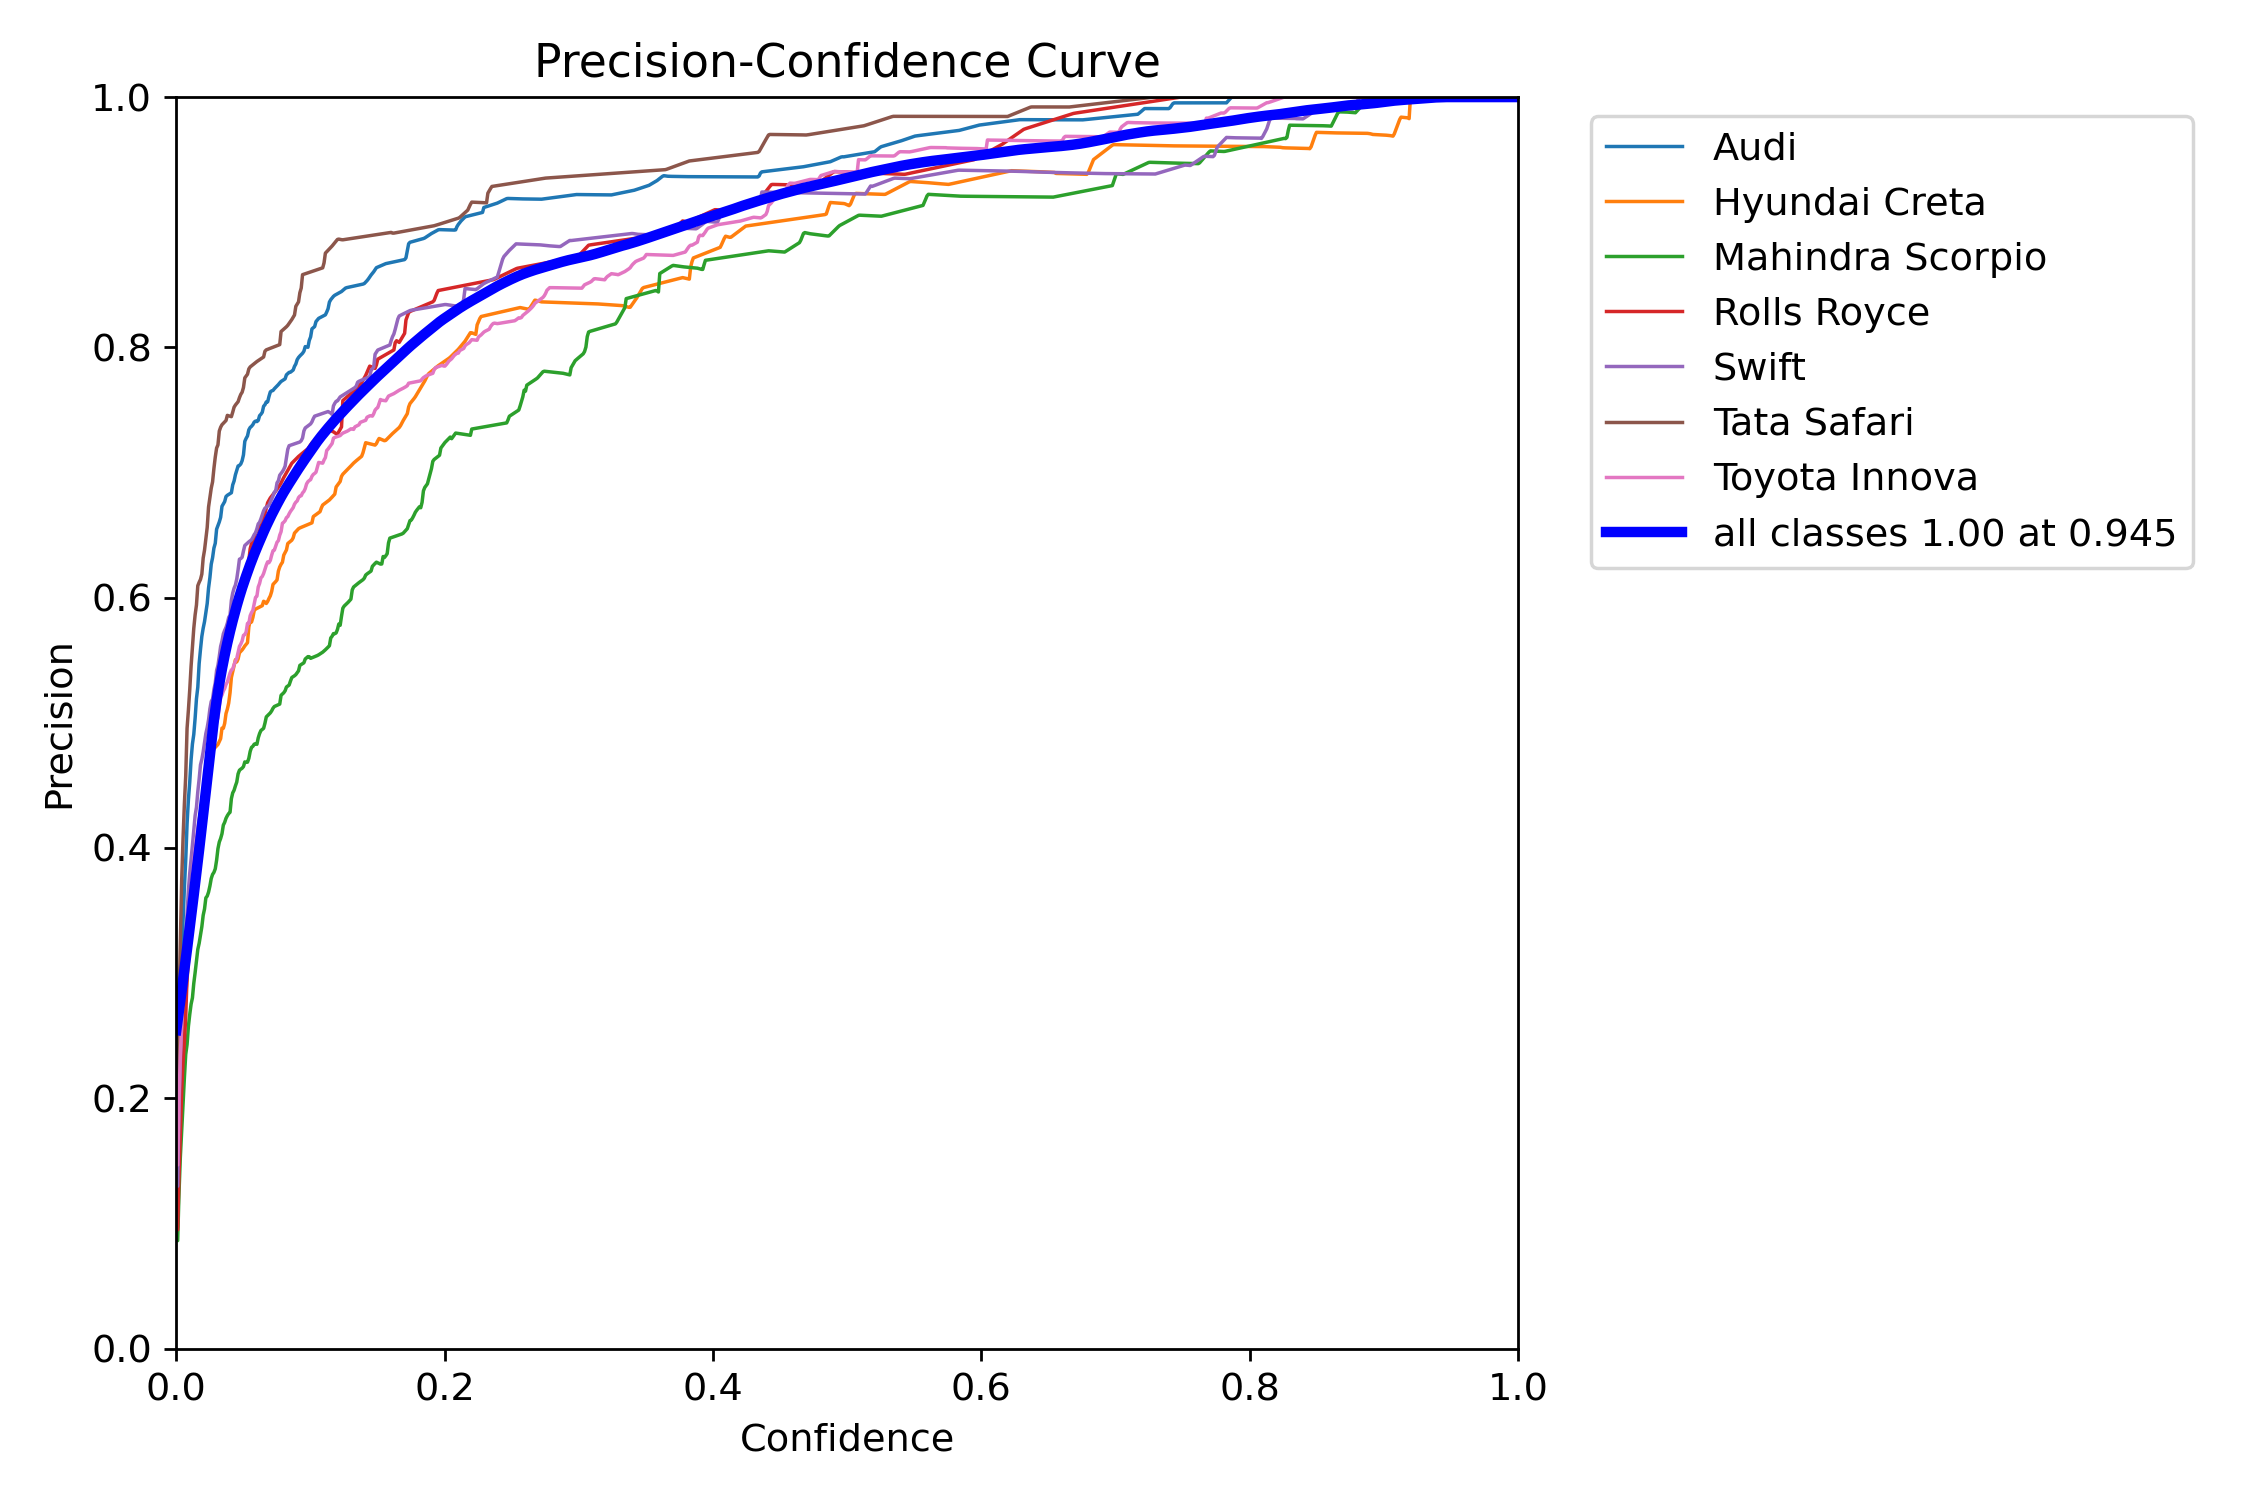 Precision-Confidence Curve
1.0
0.8
0.6
0.4
0.2
0.0
Precision
0.0 0.2 0.4 0.6 0.8 1.0
Confidence
Audi
Hyundai Creta
Mahindra Scorpio
Rolls Royce
Swift
Tata Safari
Toyota Innova
all classes 1.00 at 0.945